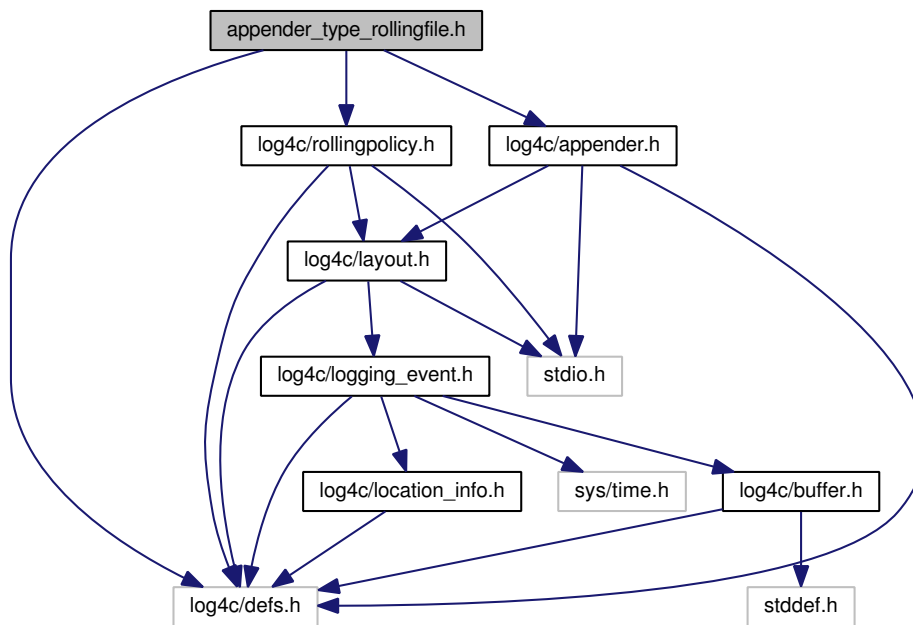 appender_type_rollingfile.h
log4c/rollingpolicy.h
log4c/appender.h
log4c/layout.h
log4c/logging_event.h
stdio.h
log4c/location_info.h
sys/time.h
log4c/buffer.h
log4c/defs.h
stddef.h